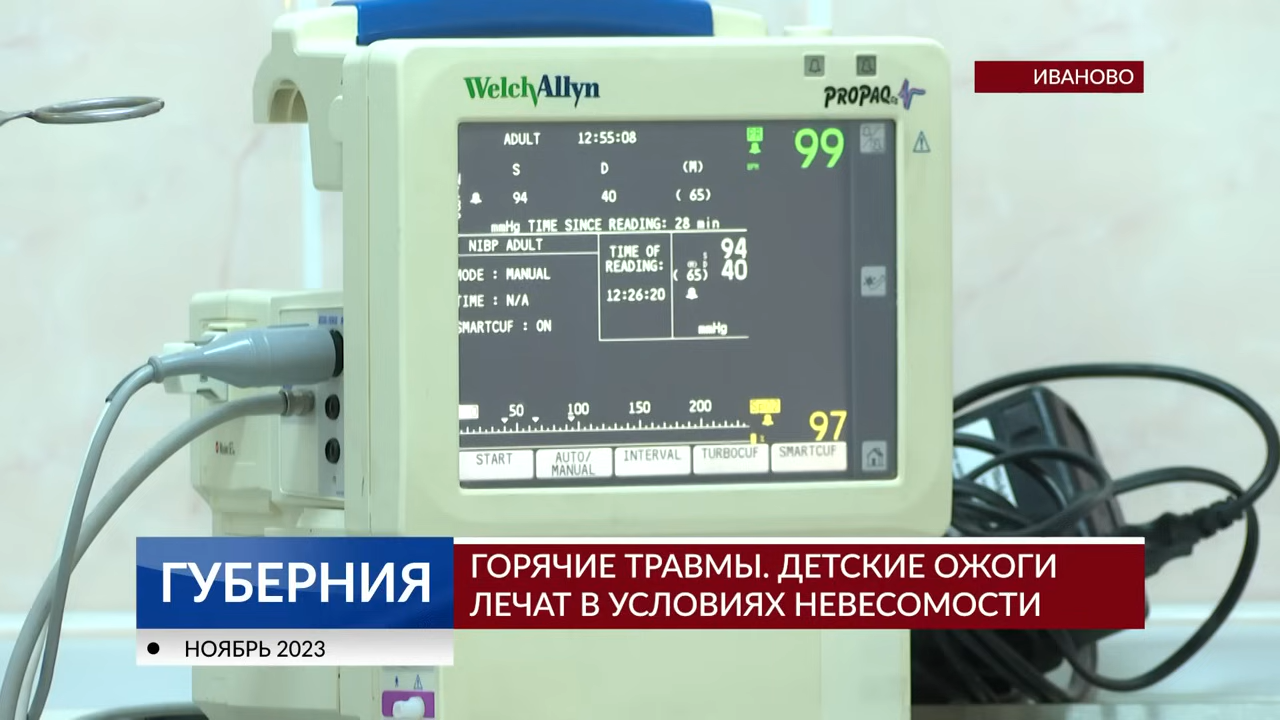 WelchAllyn
PROPAQ CS
ИВАНОВО
ADULT 12:55:08
99
S D (M)
94 40 ( 65)
mmHg TIME SINCE READING: 28 min
NIBP ADULT
MODE : MANUAL
TIME : N/A
SMARTCUF : ON
TIME OF
READING:
12:26:20
94
( 65) 40
mmHg
50 100 150 200
97
START
AUTO/
MANUAL
INTERVAL
TURBOCUF
SMARTCUF
ГУБЕРНИЯ
ГОРЯЧИЕ ТРАВМЫ. ДЕТСКИЕ ОЖОГИ
ЛЕЧАТ В УСЛОВИЯХ НЕВЕСОМОСТИ
НОЯБРЬ 2023